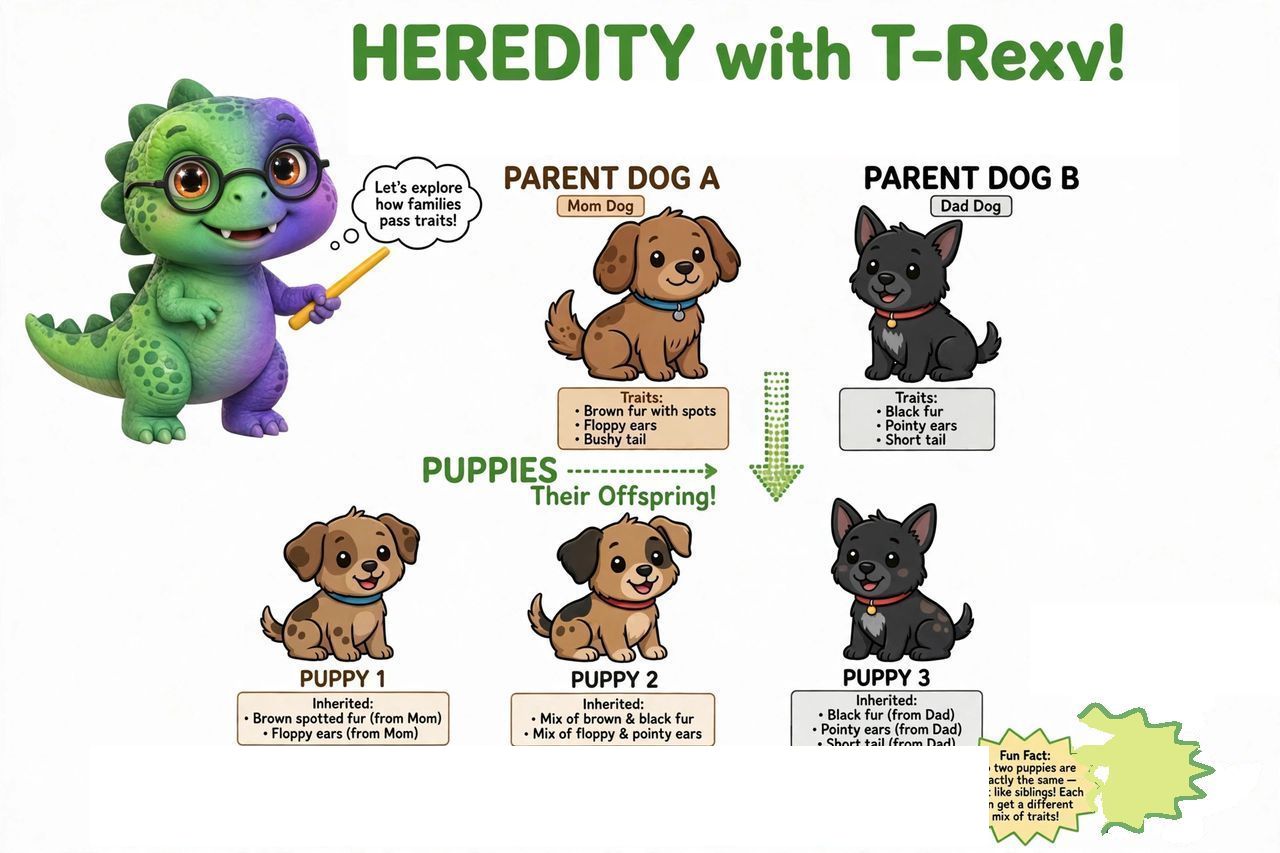 HEREDITY with T-Rexy!
Let's explore
how families
pass traits!
PARENT DOG A
Mom Dog
Traits:
• Brown fur with spots
• Floppy ears
• Bushy tail
PARENT DOG B
Dad Dog
Traits:
• Black fur
• Pointy ears
• Short tail
PUPPIES
Their Offspring!
PUPPY 1
Inherited:
• Brown spotted fur (from Mom)
• Floppy ears (from Mom)
PUPPY 2
Inherited:
• Mix of brown & black fur
• Mix of floppy & pointy ears
PUPPY 3
Inherited:
• Black fur (from Dad)
• Pointy ears (from Dad)
• Short tail (from Dad)
Fun Fact:
two puppies are
the same —
like siblings! Each
get a different
mix of traits!